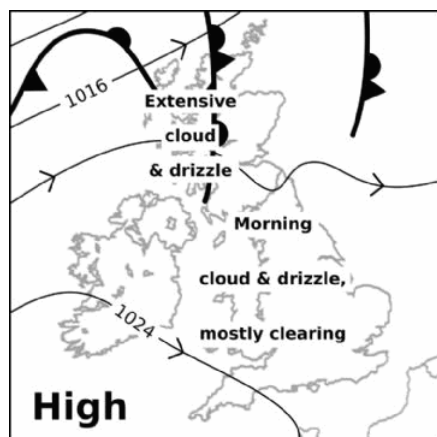 1016
Extensive
cloud
& drizzle
Morning
cloud & drizzle,
mostly clearing
1024
High